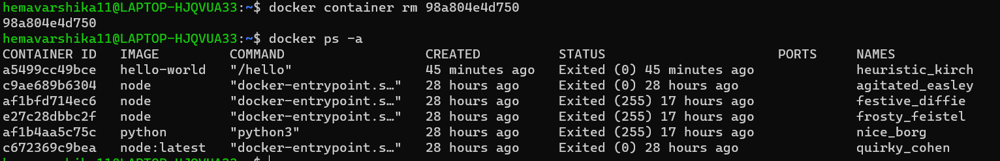 hemavarshika11@LAPTOP-HJQVUA33:~$ docker container rm 98a804e4d750
98a804e4d750
hemavarshika11@LAPTOP-HJQVUA33:~$ docker ps -a
CONTAINER ID   IMAGE         COMMAND                  CREATED          STATUS                      PORTS     NAMES
a5499cc49bce   hello-world   "/hello"                 45 minutes ago   Exited (0) 45 minutes ago             heuristic_kirch
c9ae689b6304   node          "docker-entrypoint.s…"   28 hours ago     Exited (0) 28 hours ago               agitated_easley
af1bfd714ec6   node          "docker-entrypoint.s…"   28 hours ago     Exited (255) 17 hours ago             festive_diffie
e27c28dbbc2f   node          "docker-entrypoint.s…"   28 hours ago     Exited (255) 17 hours ago             frosty_feistel
af1b4aa5c75c   python        "python3"                28 hours ago     Exited (255) 17 hours ago             nice_borg
c672369c9bea   node:latest   "docker-entrypoint.s…"   28 hours ago     Exited (0) 28 hours ago               quirky_cohen
hemavarshika11@LAPTOP-HJQVUA33:~$